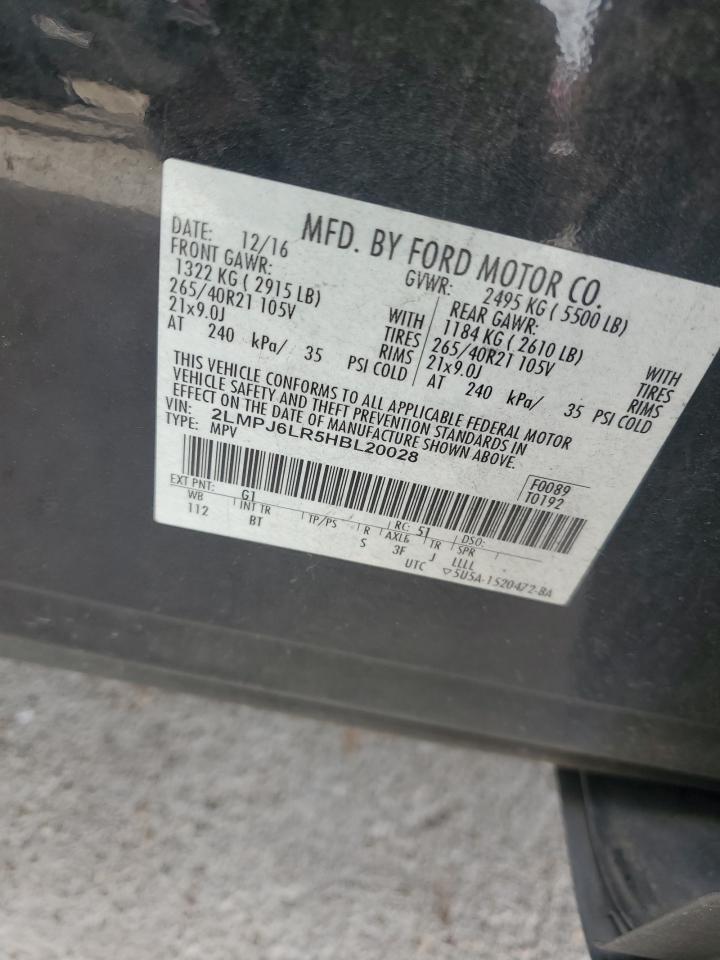 MFD. BY FORD MOTOR CO.
DATE: 12/16
GVWR: 2495 KG ( 5500 LB)
FRONT GAWR:
1322 KG ( 2915 LB)
265/40R21 105V
21x9.0J
AT 240 kPa/ 35 PSI COLD
WITH
TIRES
RIMS
REAR GAWR:
1184 KG ( 2610 LB)
265/40R21 105V
21x9.0J
AT 240 kPa/ 35 PSI COLD
WITH
TIRES
RIMS
THIS VEHICLE CONFORMS TO ALL APPLICABLE FEDERAL MOTOR
VEHICLE SAFETY AND THEFT PREVENTION STANDARDS IN
EFFECT ON THE DATE OF MANUFACTURE SHOWN ABOVE.
VIN: 2LMPJ6LR5HBL20028
TYPE: MPV
F0089
T0192
EXT PNT: G1 RC: 51 DSO:
WB INT TR TP/PS R AXLE TR SPR
112 BT S 3F J LLLL
UTC ▽5U5A-1520472-BA